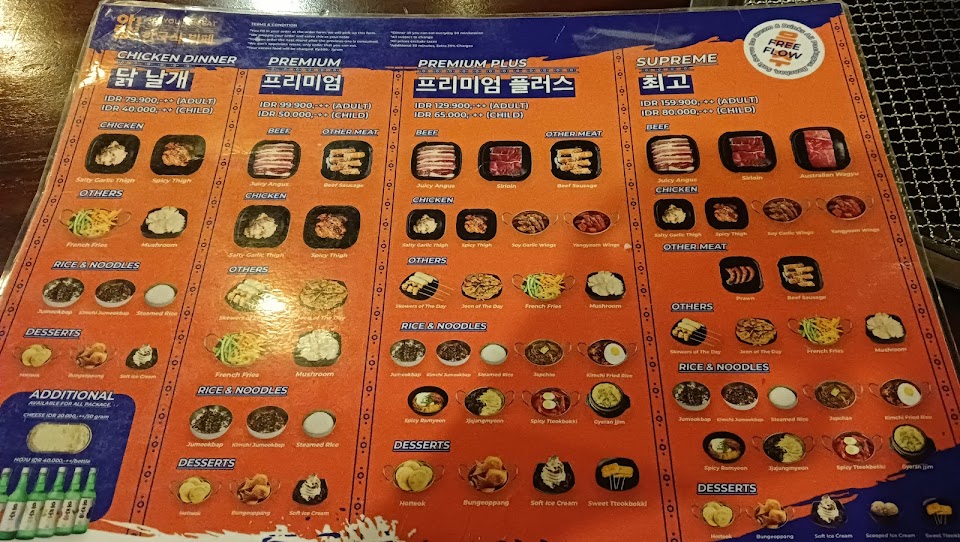 TERMS & CONDITION
CHICKEN DINNER
닭 날개
IDR 79.900,-++ (ADULT)
IDR 40.000,-++ (CHILD)
CHICKEN
Salty Garlic Thigh
Spicy Thigh
OTHERS
French Fries
Mushroom
RICE & NOODLES
Jumeokbap
Kimchi Jumeokbap
Steamed Rice
DESSERTS
Hotteok
Bungeoppang
Soft Ice Cream
ADDITIONAL
AVAILABLE FOR ALL PACKAGE
PREMIUM
프리미엄
IDR 99.900,-++ (ADULT)
IDR 50.000,-++ (CHILD)
BEEF
OTHER MEAT
Juicy Angus
Beef Sausage
CHICKEN
Salty Garlic Thigh
Spicy Thigh
OTHERS
French Fries
Mushroom
RICE & NOODLES
Jumeokbap
Kimchi Jumeokbap
Steamed Rice
DESSERTS
Hotteok
Bungeoppang
Soft Ice Cream
PREMIUM PLUS
프리미엄 플러스
IDR 129.900,-++ (ADULT)
IDR 65.000,-++ (CHILD)
BEEF
OTHER MEAT
Juicy Angus
Sirloin
Beef Sausage
CHICKEN
Salty Garlic Thigh
Spicy Thigh
Soy Garlic Wings
Yangyeom Wings
OTHERS
Skewers of The Day
Jeon of The Day
French Fries
Mushroom
RICE & NOODLES
Jumeokbap
Kimchi Jumeokbap
Steamed Rice
Japchae
Kimchi Fried Rice
Spicy Ramyeon
Jjajangmyeon
Spicy Tteokbokki
Gyeran jjim
DESSERTS
Hotteok
Bungeoppang
Soft Ice Cream
Sweet Tteokbokki
FREE
FLOW
SUPREME
최고
IDR 159.900,-++ (ADULT)
IDR 80.000,-++ (CHILD)
BEEF
Juicy Angus
Sirloin
Australian Wagyu
CHICKEN
Salty Garlic Thigh
Spicy Thigh
Soy Garlic Wings
Yangyeom Wings
OTHER MEAT
Prawn
Beef Sausage
OTHERS
Skewers of The Day
Jeon of The Day
French Fries
Mushroom
RICE & NOODLES
Jumeokbap
Kimchi Jumeokbap
Steamed Rice
Japchae
Kimchi Fried Rice
Spicy Ramyeon
Jjajangmyeon
Spicy Tteokbokki
Gyeran jjim
DESSERTS
Hotteok
Bungeoppang
Soft Ice Cream
Scooped Ice Cream